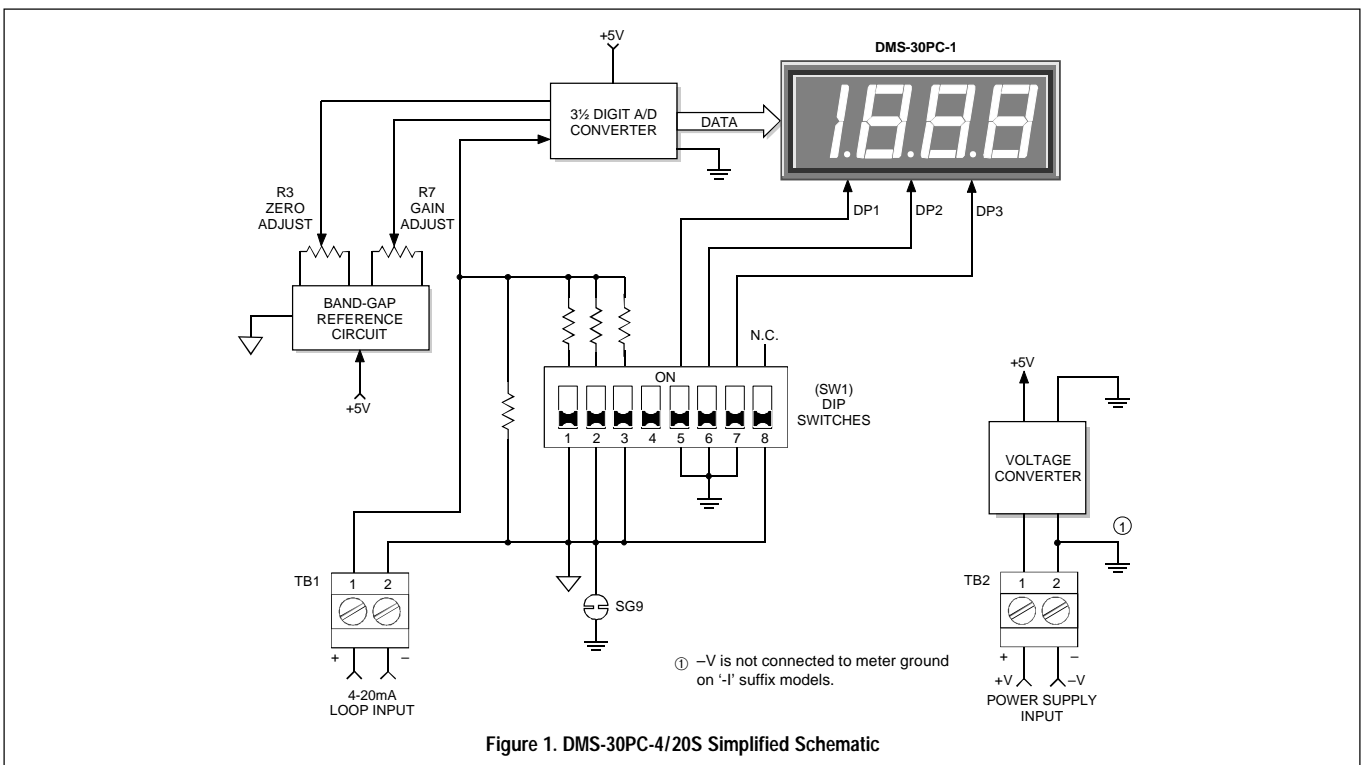 +5V
DMS-30PC-1
3½ DIGIT A/D
CONVERTER
DATA
1.8.8.8
R3
ZERO
ADJUST
R7
GAIN
ADJUST
DP1
DP2
DP3
BAND-GAP
REFERENCE
CIRCUIT
+5V
N.C.
ON
1 2 3 4 5 6 7 8
(SW1)
DIP
SWITCHES
+5V
VOLTAGE
CONVERTER
①
TB1
1 2
+ –
4-20mA
LOOP INPUT
SG9
TB2
1 2
+ –
+V –V
POWER SUPPLY
INPUT
① –V is not connected to meter ground
on '-I' suffix models.
Figure 1. DMS-30PC-4/20S Simplified Schematic